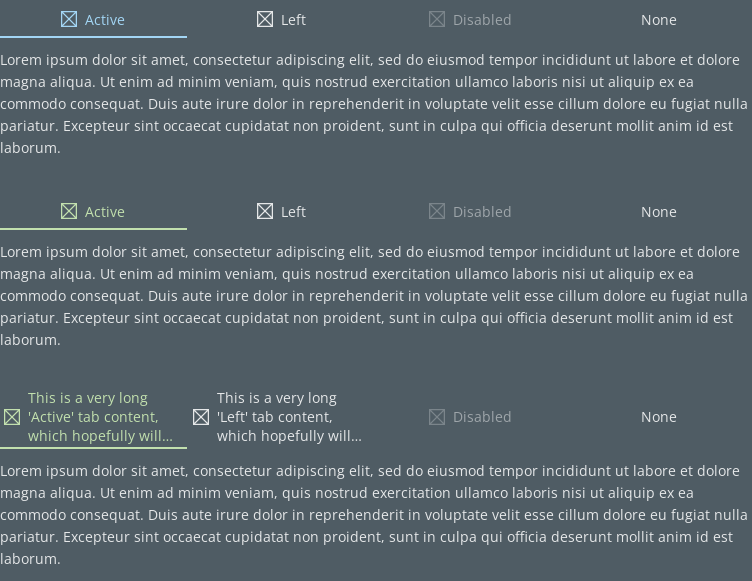 Active Left Disabled None
Lorem ipsum dolor sit amet, consectetur adipiscing elit, sed do eiusmod tempor incididunt ut labore et dolore
magna aliqua. Ut enim ad minim veniam, quis nostrud exercitation ullamco laboris nisi ut aliquip ex ea
commodo consequat. Duis aute irure dolor in reprehenderit in voluptate velit esse cillum dolore eu fugiat nulla
pariatur. Excepteur sint occaecat cupidatat non proident, sunt in culpa qui officia deserunt mollit anim id est
laborum.
Active Left Disabled None
Lorem ipsum dolor sit amet, consectetur adipiscing elit, sed do eiusmod tempor incididunt ut labore et dolore
magna aliqua. Ut enim ad minim veniam, quis nostrud exercitation ullamco laboris nisi ut aliquip ex ea
commodo consequat. Duis aute irure dolor in reprehenderit in voluptate velit esse cillum dolore eu fugiat nulla
pariatur. Excepteur sint occaecat cupidatat non proident, sunt in culpa qui officia deserunt mollit anim id est
laborum.
This is a very long
'Active' tab content,
which hopefully will...
This is a very long
'Left' tab content,
which hopefully will...
Disabled
None
Lorem ipsum dolor sit amet, consectetur adipiscing elit, sed do eiusmod tempor incididunt ut labore et dolore
magna aliqua. Ut enim ad minim veniam, quis nostrud exercitation ullamco laboris nisi ut aliquip ex ea
commodo consequat. Duis aute irure dolor in reprehenderit in voluptate velit esse cillum dolore eu fugiat nulla
pariatur. Excepteur sint occaecat cupidatat non proident, sunt in culpa qui officia deserunt mollit anim id est
laborum.